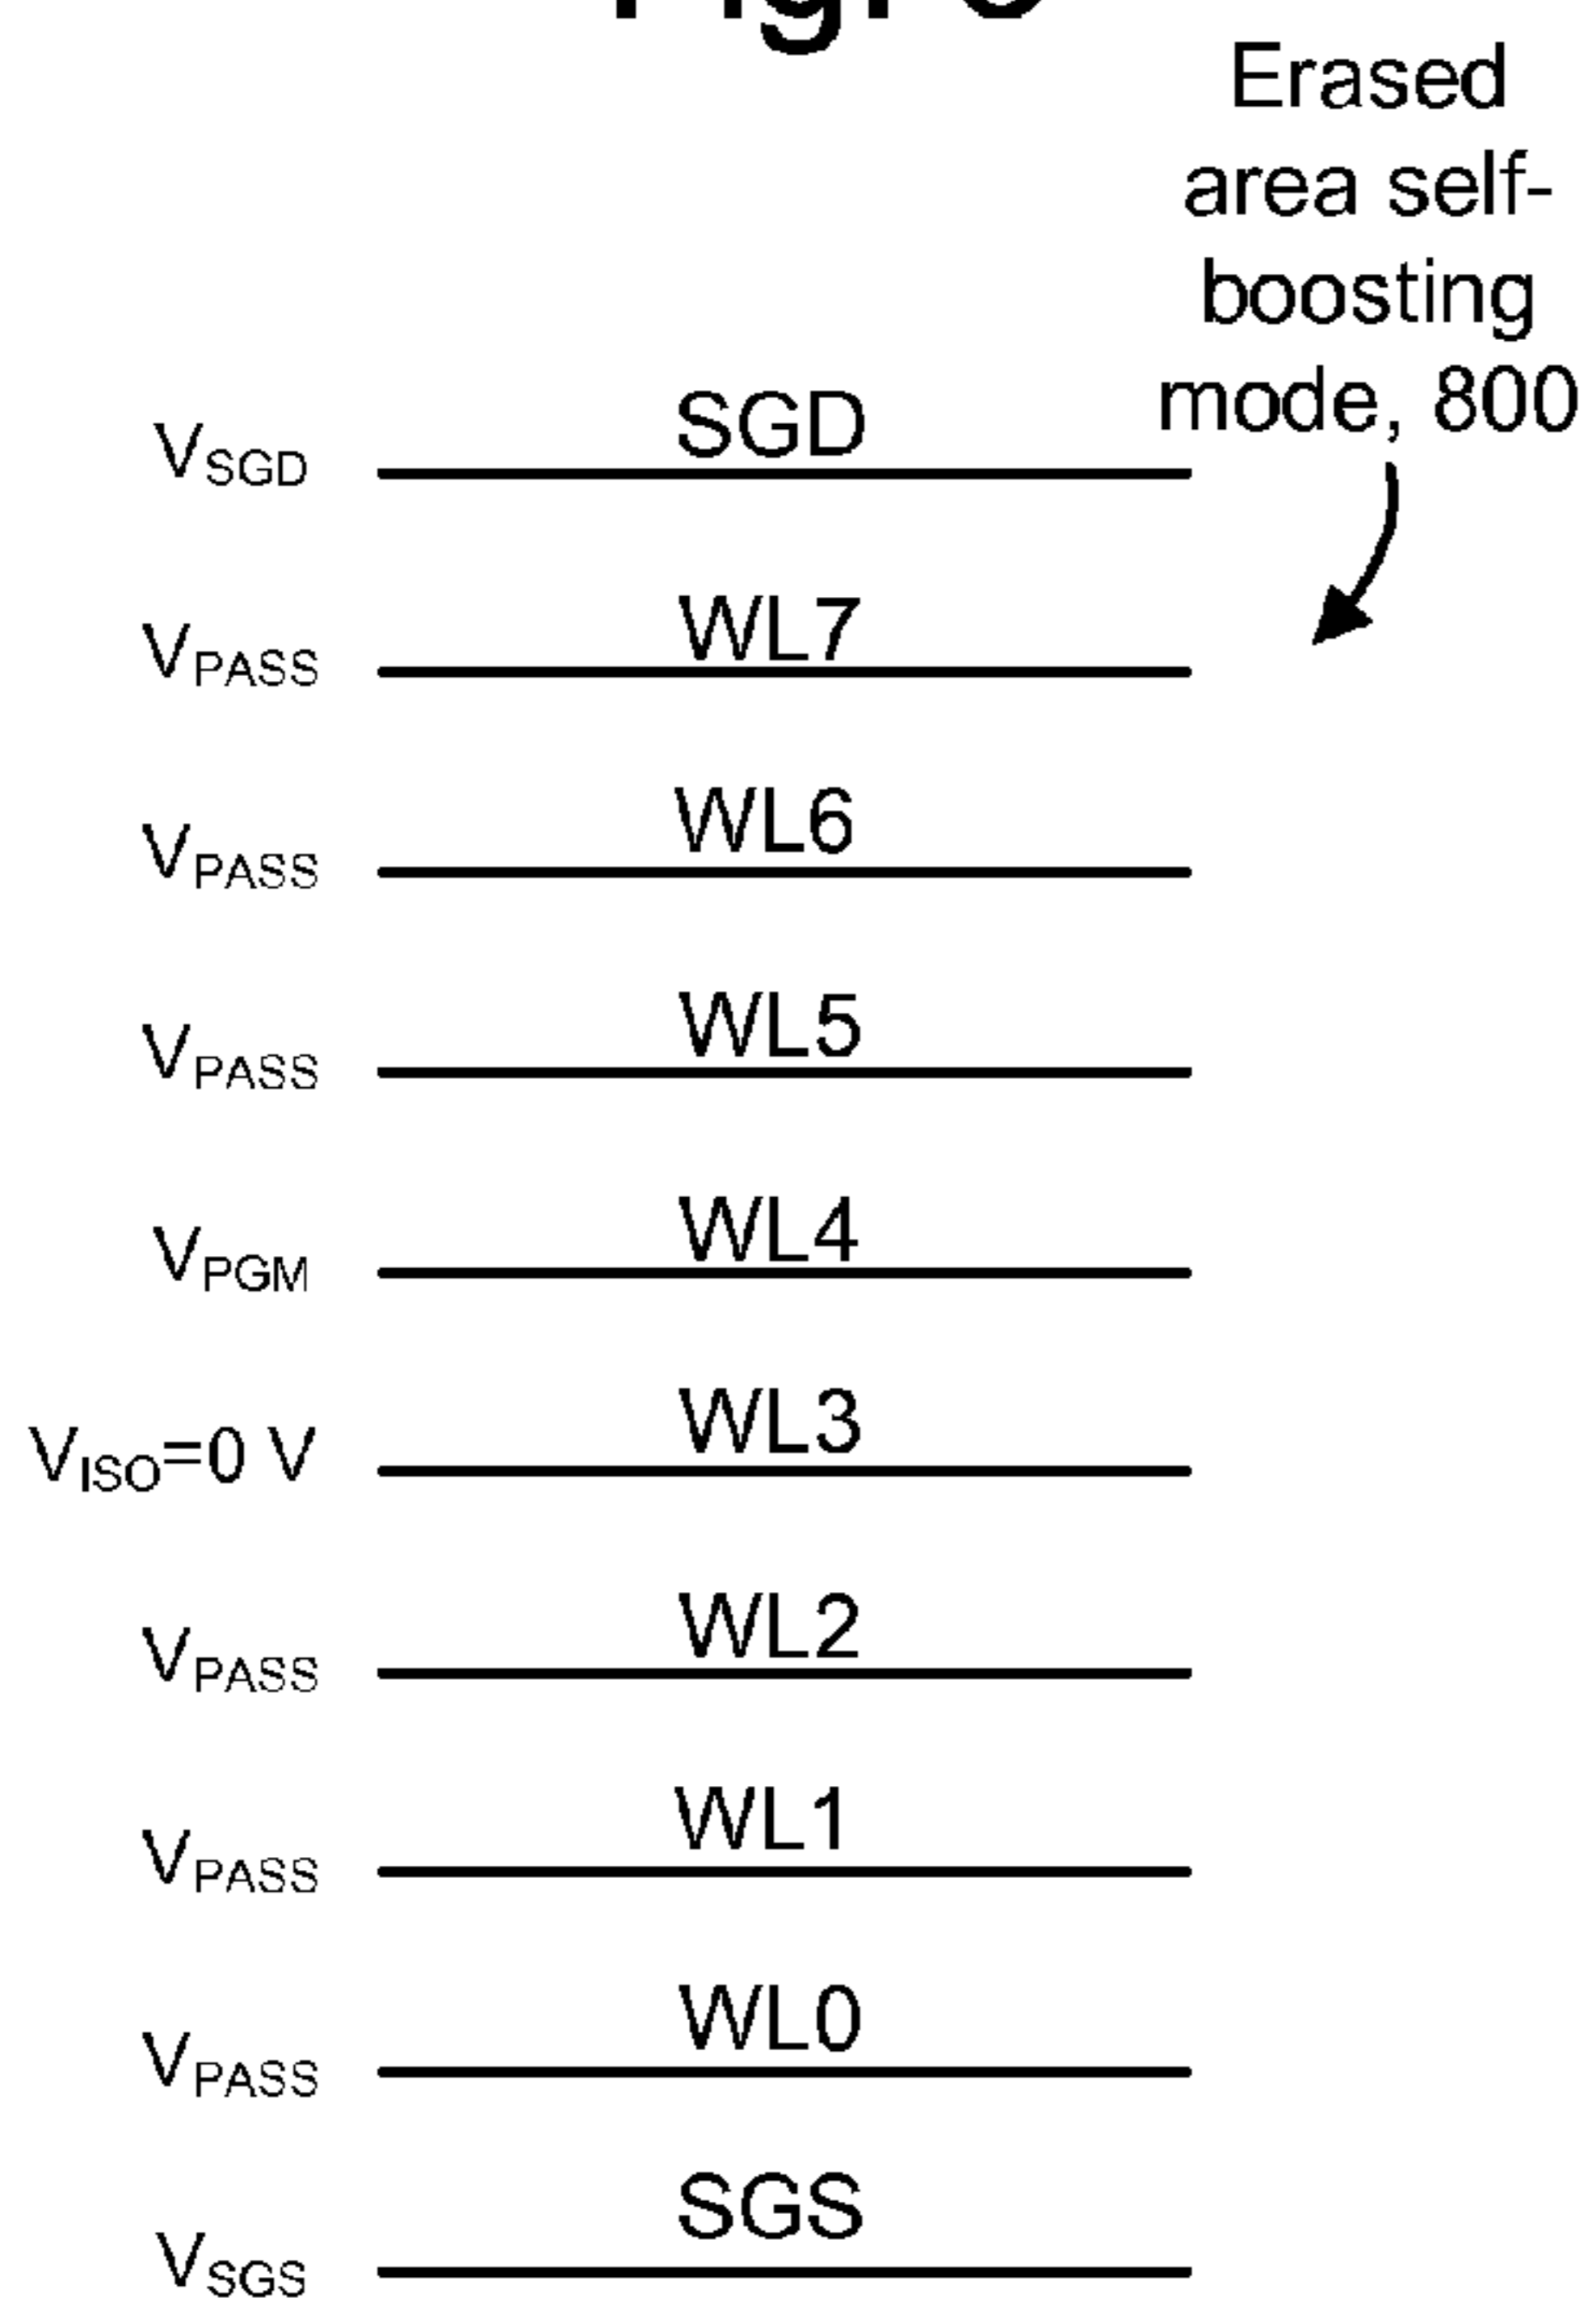 Erased
area self-
boosting
mode, 800
VSGD SGD
VPASS WL7
VPASS WL6
VPASS WL5
VPGM WL4
VISO=0 V WL3
VPASS WL2
VPASS WL1
VPASS WL0
VSGS SGS